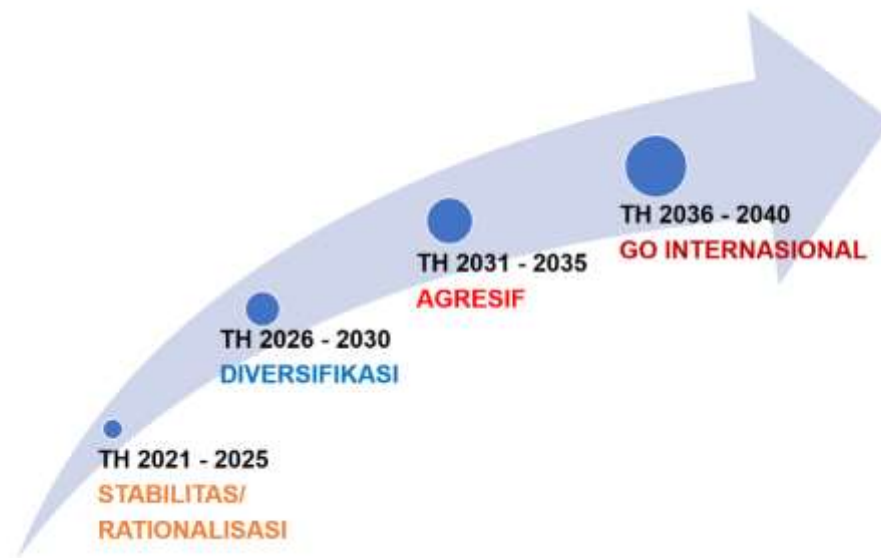 TH 2021 - 2025
STABILITAS/
RATIONALISASI
TH 2026 - 2030
DIVERSIFIKASI
TH 2031 - 2035
AGRESIF
TH 2036 - 2040
GO INTERNASIONAL